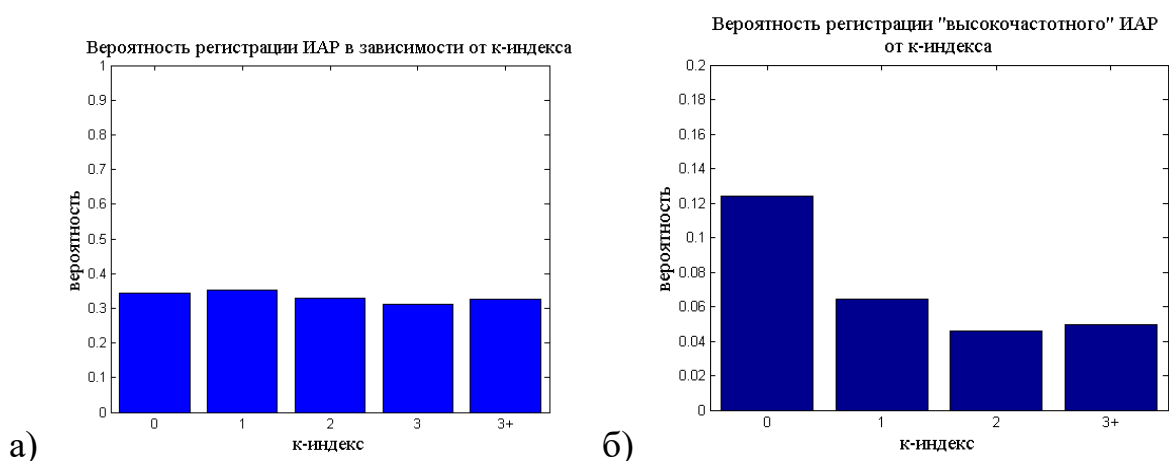 Вероятность регистрации ИАР в зависимости от к-индекса
1
0.9
0.8
0.7
0.6
0.5
0.4
0.3
0.2
0.1
0
вероятность
0 1 2 3 3+
к-индекс
а)
Вероятность регистрации "высокочастотного" ИАР
от к-индекса
0.2
0.18
0.16
0.14
0.12
0.1
0.08
0.06
0.04
0.02
0
вероятность
0 1 2 3+
к-индекс
б)